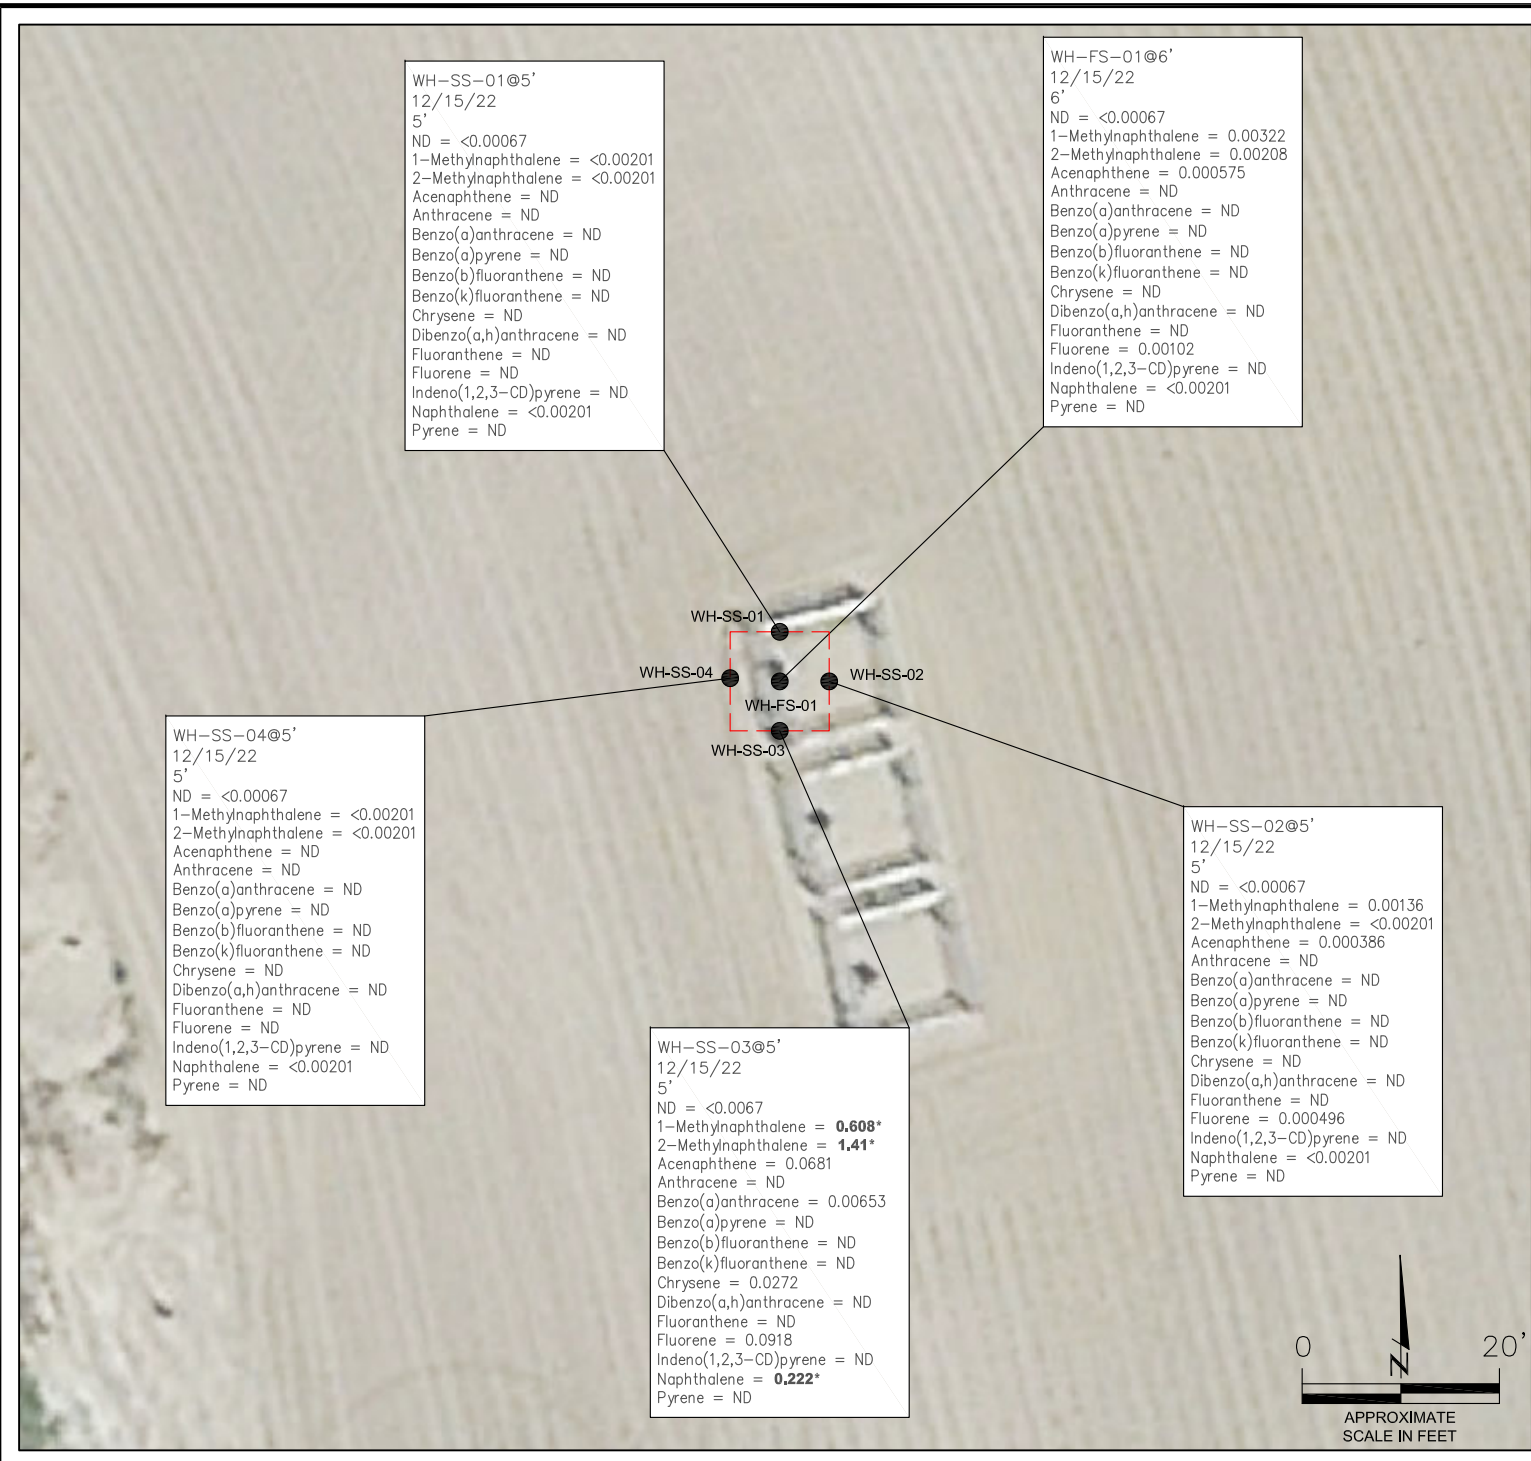 WH-SS-01@5'
12/15/22
5'
ND = <0.00067
1-Methylnaphthalene = <0.00201
2-Methylnaphthalene = <0.00201
Acenaphthene = ND
Anthracene = ND
Benzo(a)anthracene = ND
Benzo(a)pyrene = ND
Benzo(b)fluoranthene = ND
Benzo(k)fluoranthene = ND
Chrysene = ND
Dibenzo(a,h)anthracene = ND
Fluoranthene = ND
Fluorene = ND
Indeno(1,2,3-CD)pyrene = ND
Naphthalene = <0.00201
Pyrene = ND
WH-FS-01@6'
12/15/22
6'
ND = <0.00067
1-Methylnaphthalene = 0.00322
2-Methylnaphthalene = 0.00208
Acenaphthene = 0.000575
Anthracene = ND
Benzo(a)anthracene = ND
Benzo(a)pyrene = ND
Benzo(b)fluoranthene = ND
Benzo(k)fluoranthene = ND
Chrysene = ND
Dibenzo(a,h)anthracene = ND
Fluoranthene = ND
Fluorene = 0.00102
Indeno(1,2,3-CD)pyrene = ND
Naphthalene = <0.00201
Pyrene = ND
WH-SS-01
WH-SS-04
WH-SS-02
WH-FS-01
WH-SS-03
WH-SS-04@5'
12/15/22
5'
ND = <0.00067
1-Methylnaphthalene = <0.00201
2-Methylnaphthalene = <0.00201
Acenaphthene = ND
Anthracene = ND
Benzo(a)anthracene = ND
Benzo(a)pyrene = ND
Benzo(b)fluoranthene = ND
Benzo(k)fluoranthene = ND
Chrysene = ND
Dibenzo(a,h)anthracene = ND
Fluoranthene = ND
Fluorene = ND
Indeno(1,2,3-CD)pyrene = ND
Naphthalene = <0.00201
Pyrene = ND
WH-SS-02@5'
12/15/22
5'
ND = <0.00067
1-Methylnaphthalene = 0.00136
2-Methylnaphthalene = <0.00201
Acenaphthene = 0.000386
Anthracene = ND
Benzo(a)anthracene = ND
Benzo(a)pyrene = ND
Benzo(b)fluoranthene = ND
Benzo(k)fluoranthene = ND
Chrysene = ND
Dibenzo(a,h)anthracene = ND
Fluoranthene = ND
Fluorene = 0.000496
Indeno(1,2,3-CD)pyrene = ND
Naphthalene = <0.00201
Pyrene = ND
WH-SS-03@5'
12/15/22
5'
ND = <0.0067
1-Methylnaphthalene = 0.608*
2-Methylnaphthalene = 1.41*
Acenaphthene = 0.0681
Anthracene = ND
Benzo(a)anthracene = 0.00653
Benzo(a)pyrene = ND
Benzo(b)fluoranthene = ND
Benzo(k)fluoranthene = ND
Chrysene = 0.0272
Dibenzo(a,h)anthracene = ND
Fluoranthene = ND
Fluorene = 0.0918
Indeno(1,2,3-CD)pyrene = ND
Naphthalene = 0.222*
Pyrene = ND
N
0 20'
APPROXIMATE
SCALE IN FEET